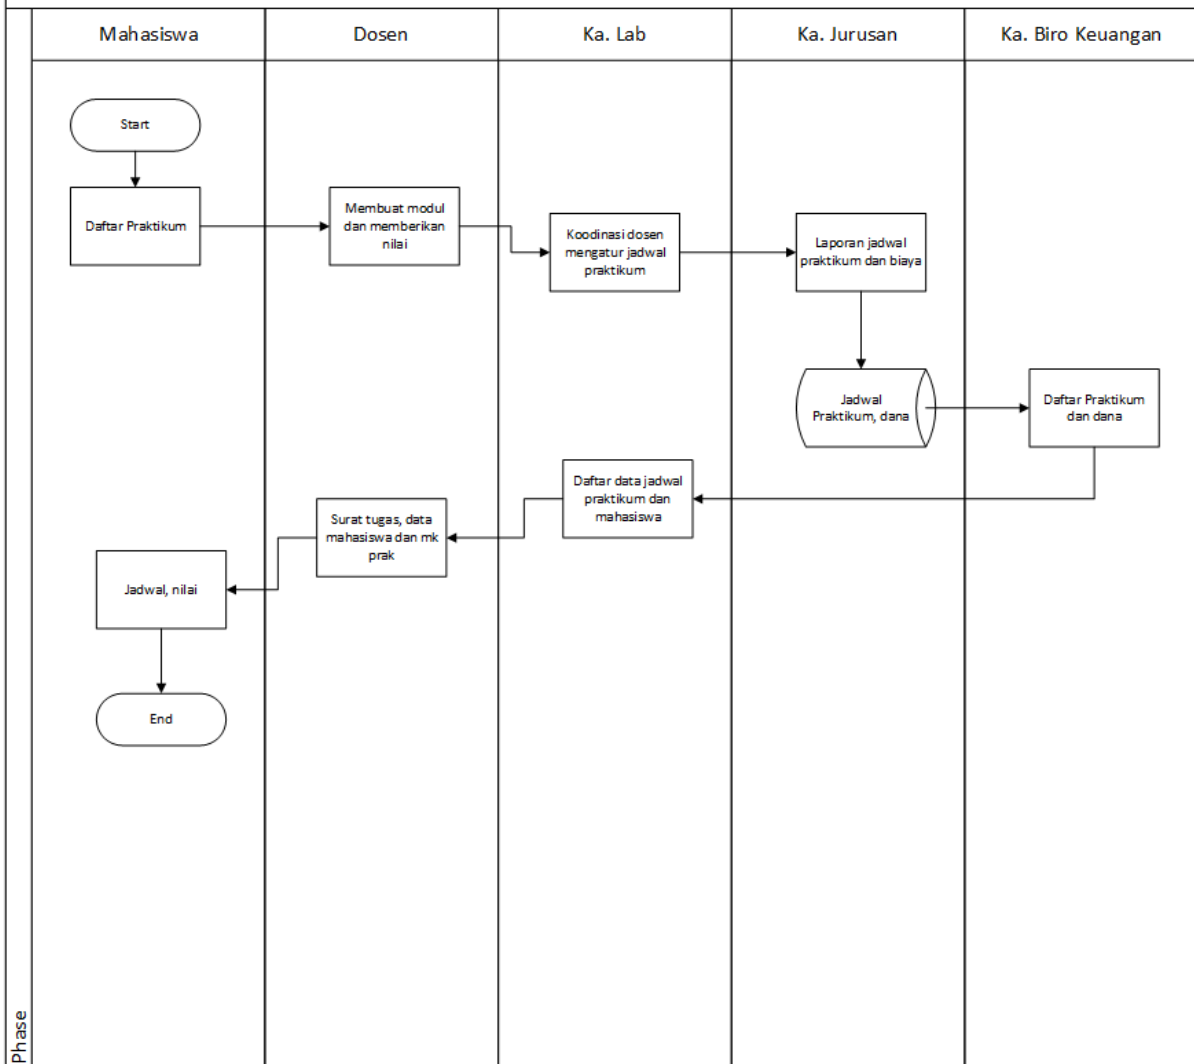 Mahasiswa
Dosen
Ka. Lab
Ka. Jurusan
Ka. Biro Keuangan
Start
Daftar Praktikum
Membuat modul
dan memberikan
nilai
Koodinasi dosen
mengatur jadwal
praktikum
Laporan jadwal
praktikum dan biaya
Jadwal
Praktikum, dana
Daftar Praktikum
dan dana
Daftar data jadwal
praktikum dan
mahasiswa
Surat tugas, data
mahasiswa dan mk
prak
Jadwal, nilai
End
Phase